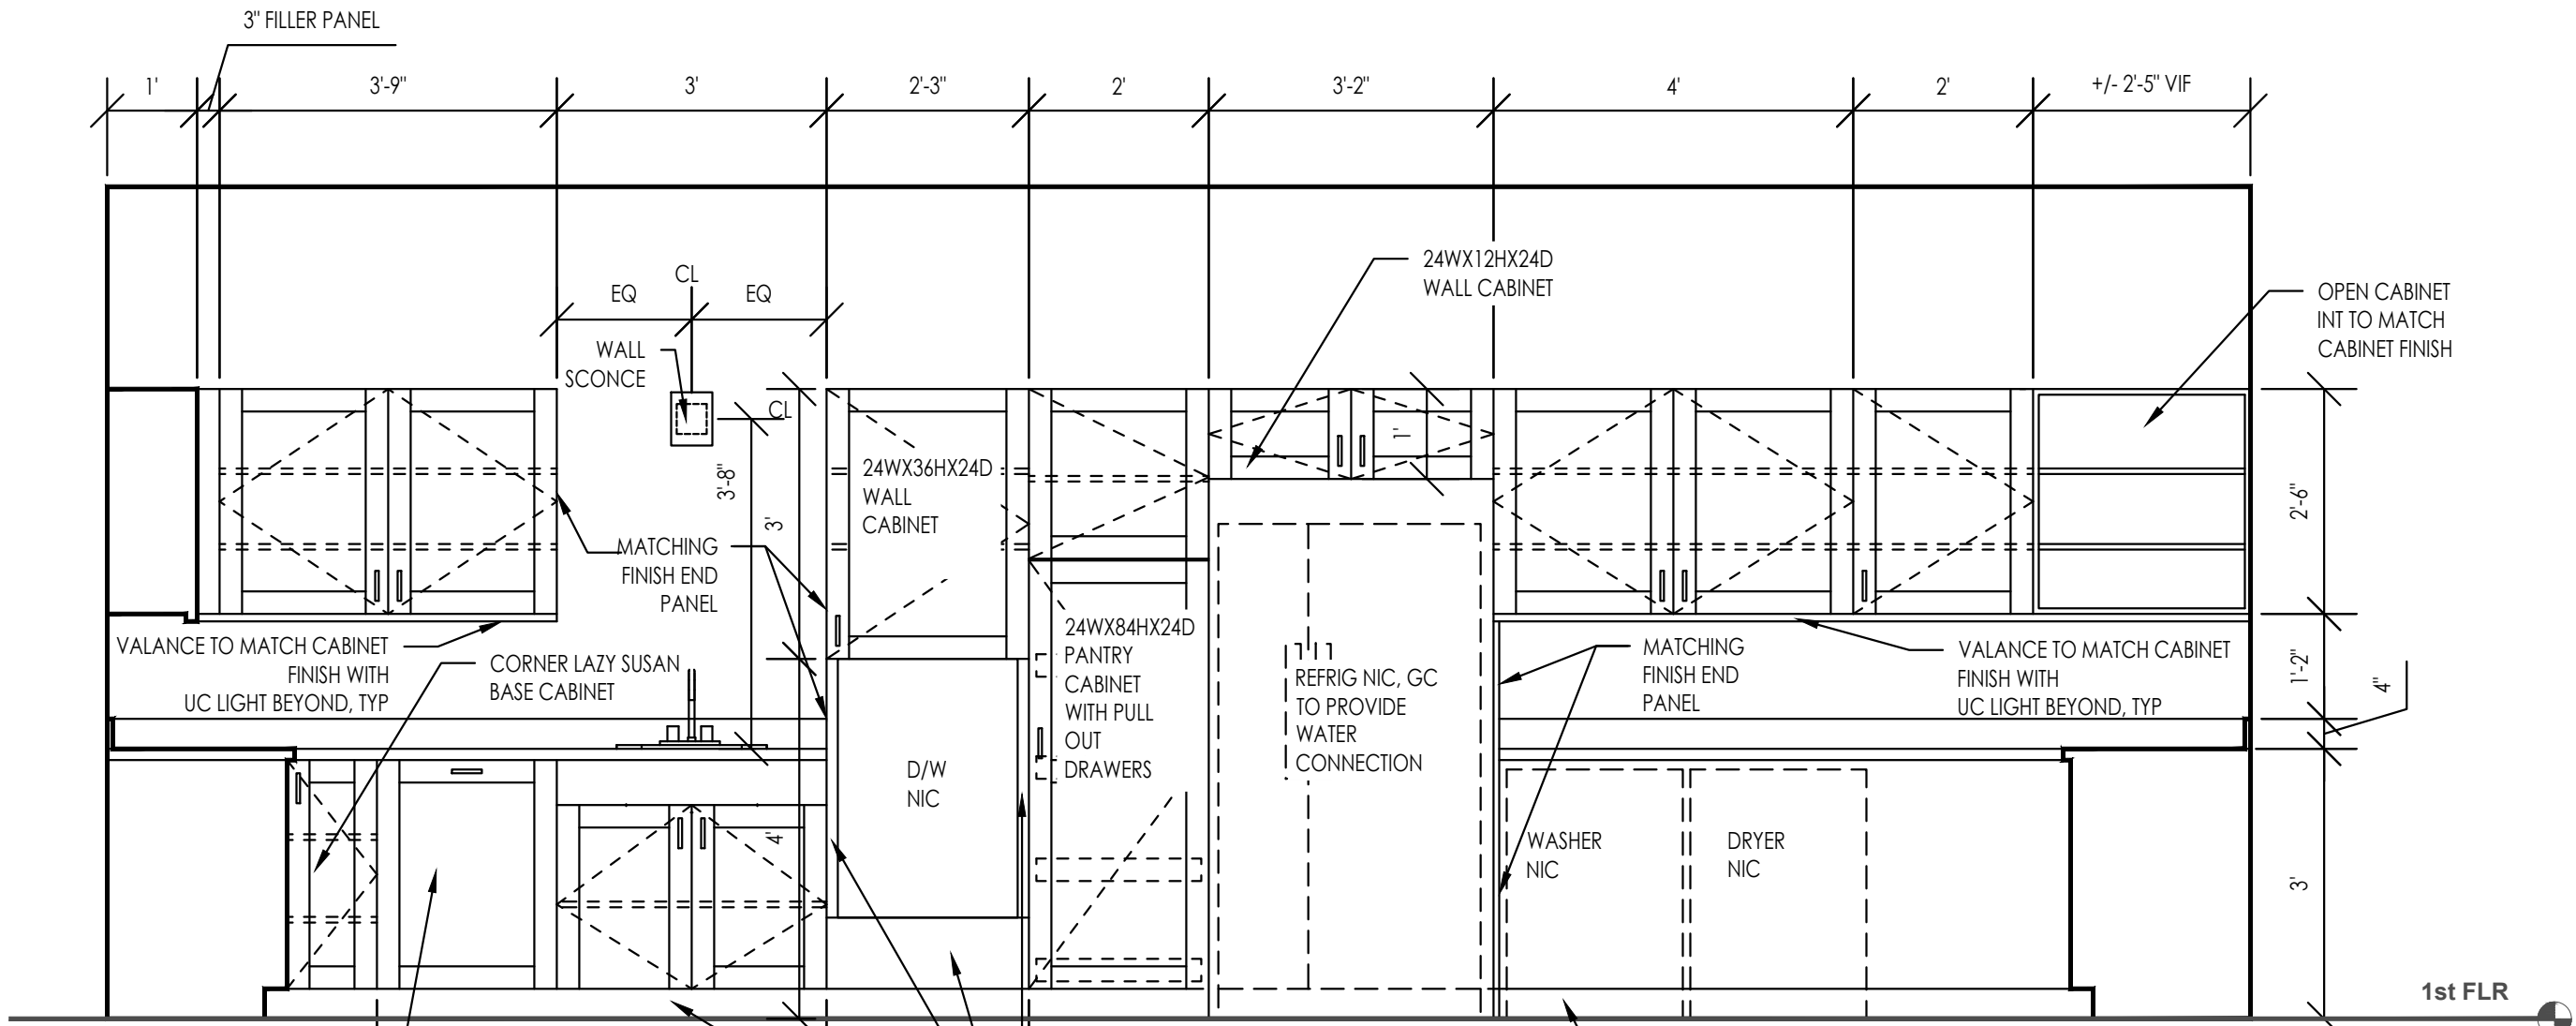 3" FILLER PANEL
1'
3'-9"
3'
2'-3"
2'
3'-2"
4'
2'
+/- 2'-5" VIF
24WX12HX24D
WALL CABINET
CL
EQ
EQ
OPEN CABINET
INT TO MATCH
CABINET FINISH
WALL
SCONCE
CL
1'
3'-8"
3'
24WX36HX24D
WALL
CABINET
2'-6"
MATCHING
FINISH END
PANEL
VALANCE TO MATCH CABINET
FINISH WITH
UC LIGHT BEYOND, TYP
CORNER LAZY SUSAN
BASE CABINET
24WX84HX24D
PANTRY
CABINET
WITH PULL
OUT
DRAWERS
REFRIG NIC, GC
TO PROVIDE
WATER
CONNECTION
MATCHING
FINISH END
PANEL
VALANCE TO MATCH CABINET
FINISH WITH
UC LIGHT BEYOND, TYP
1'-2"
4"
D/W
NIC
4'
WASHER
NIC
DRYER
NIC
3'
1st FLR